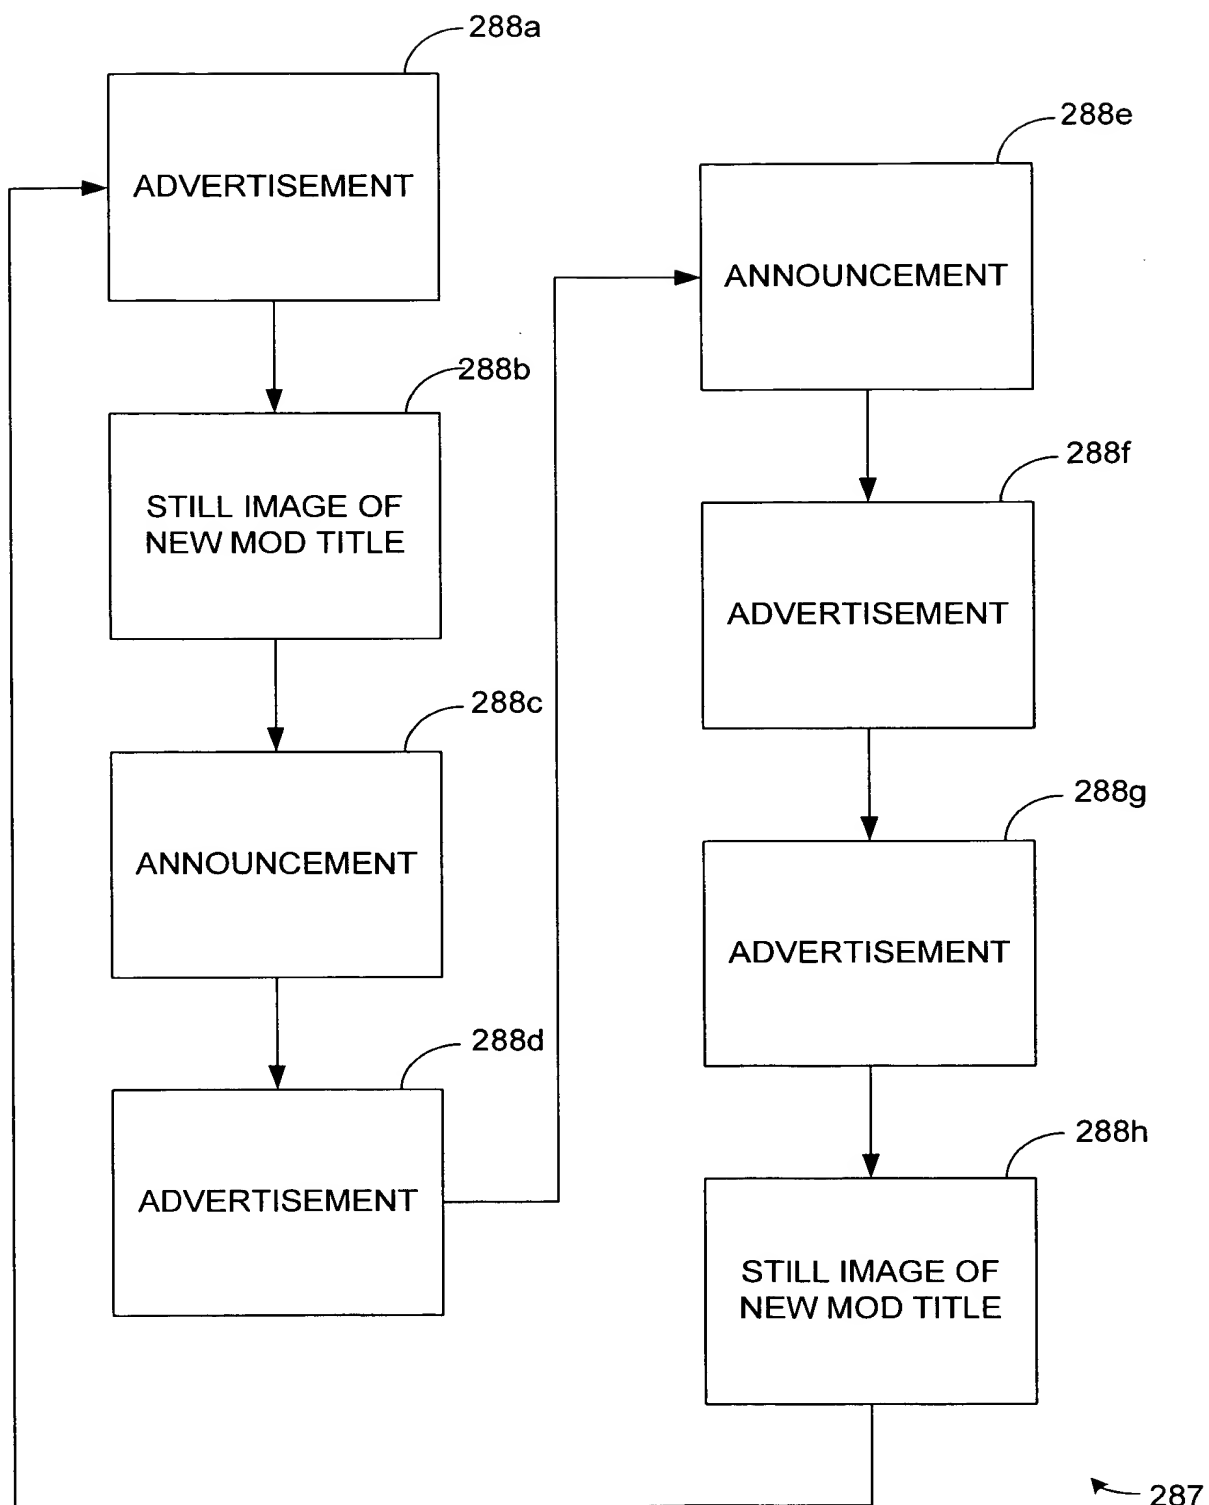 288a
ADVERTISEMENT
288b
STILL IMAGE OF
NEW MOD TITLE
288c
ANNOUNCEMENT
288d
ADVERTISEMENT
288e
ANNOUNCEMENT
288f
ADVERTISEMENT
288g
ADVERTISEMENT
288h
STILL IMAGE OF
NEW MOD TITLE
287